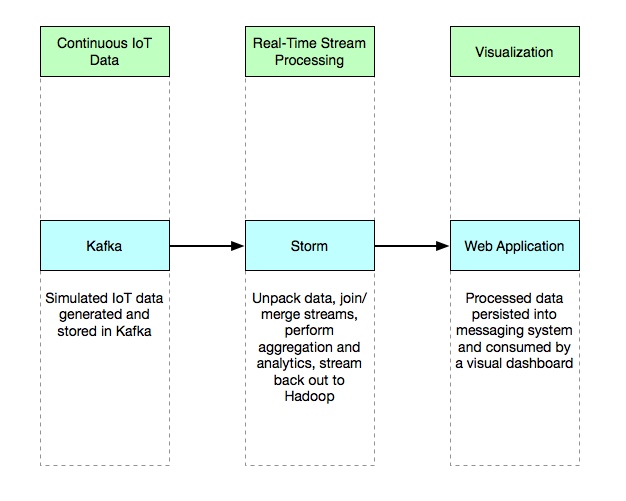 Continuous IoT
Data
Real-Time Stream
Processing
Visualization
Kafka
Storm
Web Application
Simulated IoT data
generated and
stored in Kafka
Unpack data, join/
merge streams,
perform
aggregation and
analytics, stream
back out to
Hadoop
Processed data
persisted into
messaging system
and consumed by
a visual dashboard